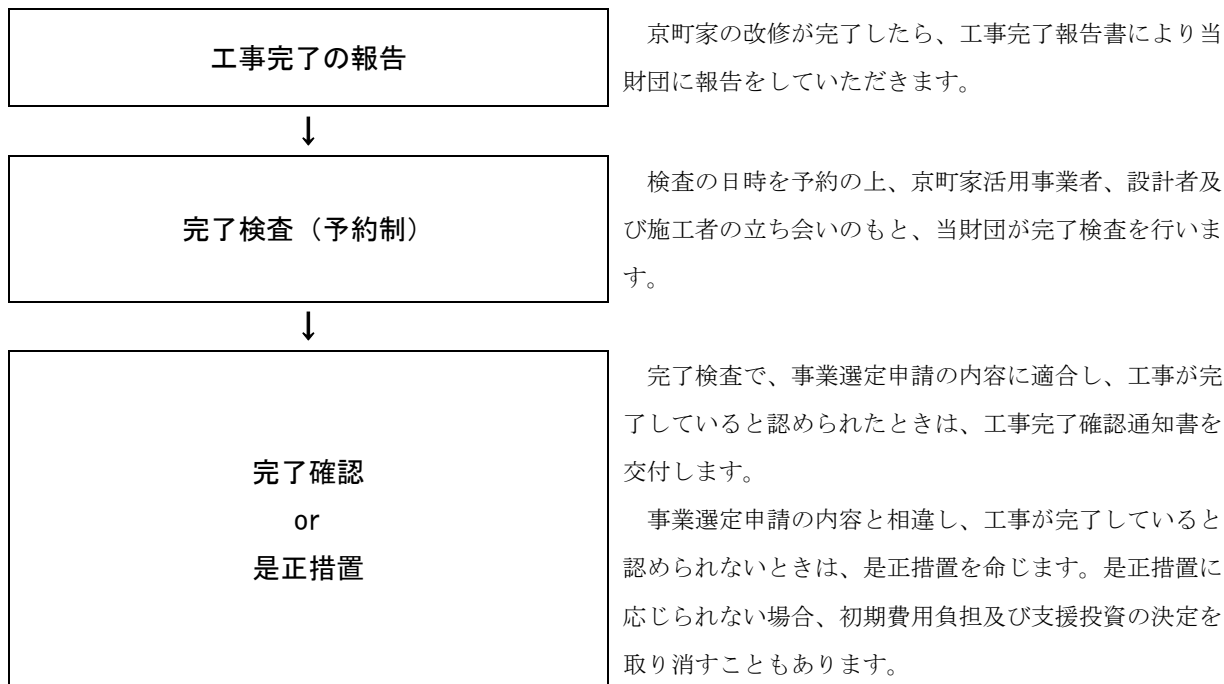 工事完了の報告
京町家の改修が完了したら、工事完了報告書により当
財団に報告をしていただきます。
↓
完了検査(予約制)
検査の日時を予約の上、京町家活用事業者、設計者及
び施工者の立ち会いのもと、当財団が完了検査を行いま
す。
↓
完了確認
or
是正措置
完了検査で、事業選定申請の内容に適合し、工事が完
了していると認められたときは、工事完了確認通知書を
交付します。
事業選定申請の内容と相違し、工事が完了していると
認められないときは、是正措置を命じます。是正措置に
応じられない場合、初期費用負担及び支援投資の決定を
取り消すこともあります。